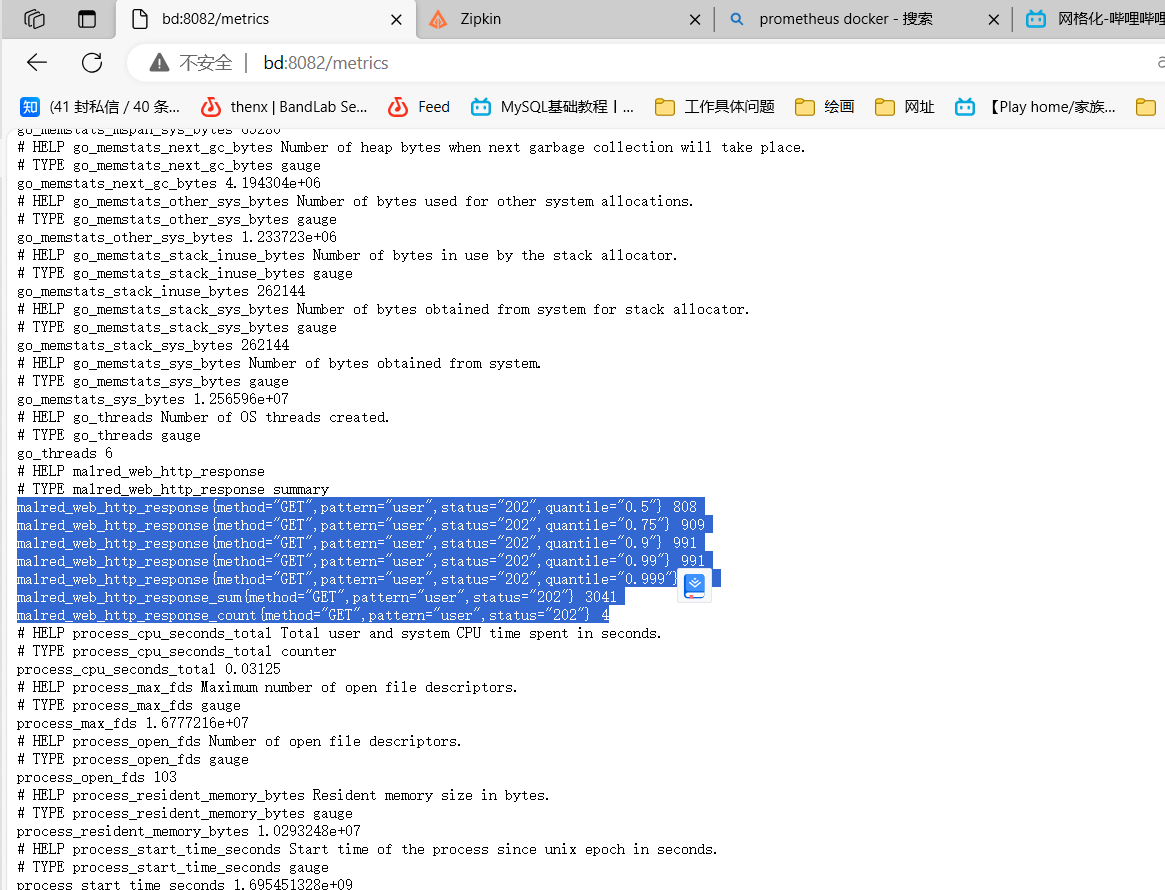 bd:8082/metrics
Zipkin
prometheus docker - 搜索
网格化-哔哩哔哩
不安全 | bd:8082/metrics
知 (41 封私信 / 40 条...
thenx | BandLab Se...
Feed
MySQL基础教程丨...
工作具体问题
绘画
网址
【Play home/家族...
go_memstats_mspan_sys_bytes 65280
# HELP go_memstats_next_gc_bytes Number of heap bytes when next garbage collection will take place.
# TYPE go_memstats_next_gc_bytes gauge
go_memstats_next_gc_bytes 4.194304e+06
# HELP go_memstats_other_sys_bytes Number of bytes used for other system allocations.
# TYPE go_memstats_other_sys_bytes gauge
go_memstats_other_sys_bytes 1.233723e+06
# HELP go_memstats_stack_inuse_bytes Number of bytes in use by the stack allocator.
# TYPE go_memstats_stack_inuse_bytes gauge
go_memstats_stack_inuse_bytes 262144
# HELP go_memstats_stack_sys_bytes Number of bytes obtained from system for stack allocator.
# TYPE go_memstats_stack_sys_bytes gauge
go_memstats_stack_sys_bytes 262144
# HELP go_memstats_sys_bytes Number of bytes obtained from system.
# TYPE go_memstats_sys_bytes gauge
go_memstats_sys_bytes 1.256596e+07
# HELP go_threads Number of OS threads created.
# TYPE go_threads gauge
go_threads 6
# HELP malred_web_http_response
# TYPE malred_web_http_response summary
malred_web_http_response{method="GET",pattern="user",status="202",quantile="0.5"} 808
malred_web_http_response{method="GET",pattern="user",status="202",quantile="0.75"} 909
malred_web_http_response{method="GET",pattern="user",status="202",quantile="0.9"} 991
malred_web_http_response{method="GET",pattern="user",status="202",quantile="0.99"} 991
malred_web_http_response{method="GET",pattern="user",status="202",quantile="0.999"}
malred_web_http_response_sum{method="GET",pattern="user",status="202"} 3041
malred_web_http_response_count{method="GET",pattern="user",status="202"} 4
# HELP process_cpu_seconds_total Total user and system CPU time spent in seconds.
# TYPE process_cpu_seconds_total counter
process_cpu_seconds_total 0.03125
# HELP process_max_fds Maximum number of open file descriptors.
# TYPE process_max_fds gauge
process_max_fds 1.6777216e+07
# HELP process_open_fds Number of open file descriptors.
# TYPE process_open_fds gauge
process_open_fds 103
# HELP process_resident_memory_bytes Resident memory size in bytes.
# TYPE process_resident_memory_bytes gauge
process_resident_memory_bytes 1.0293248e+07
# HELP process_start_time_seconds Start time of the process since unix epoch in seconds.
# TYPE process_start_time_seconds gauge
process_start_time_seconds 1.695451328e+09